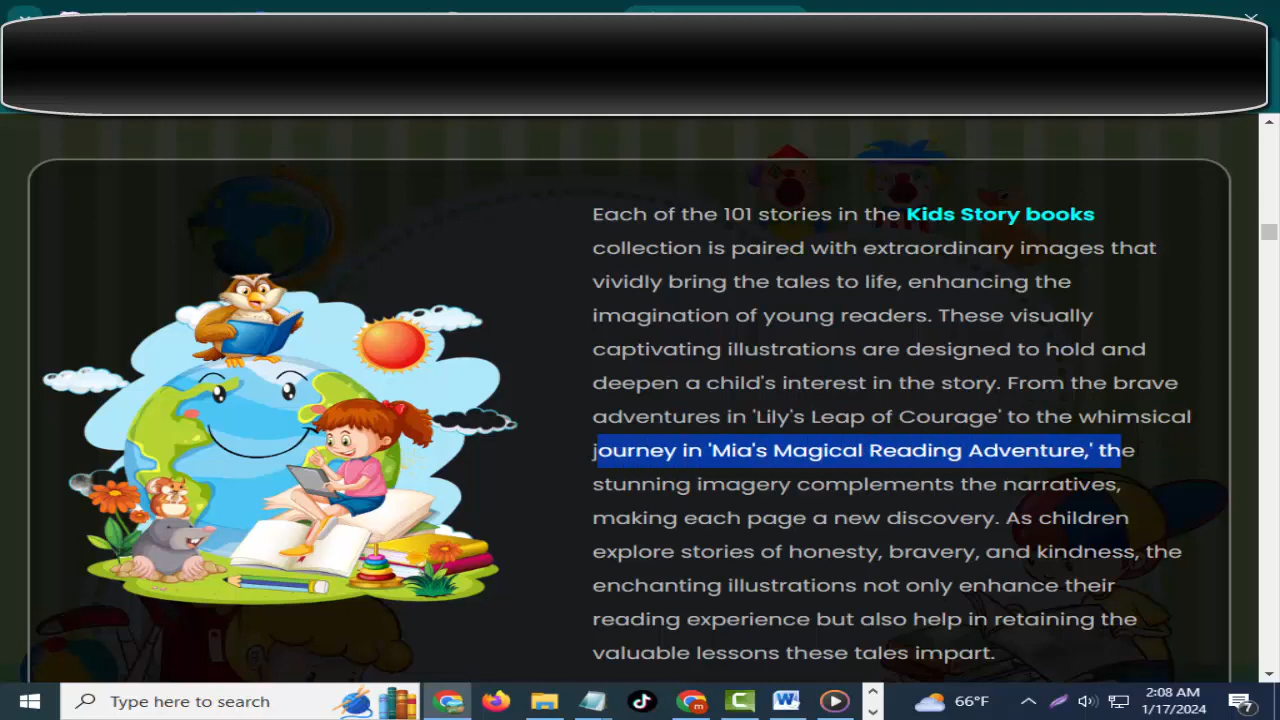 Each of the 101 stories in the Kids Story books
collection is paired with extraordinary images that
vividly bring the tales to life, enhancing the
imagination of young readers. These visually
captivating illustrations are designed to hold and
deepen a child's interest in the story. From the brave
adventures in 'Lily's Leap of Courage' to the whimsical
journey in 'Mia's Magical Reading Adventure,' the
stunning imagery complements the narratives,
making each page a new discovery. As children
explore stories of honesty, bravery, and kindness, the
enchanting illustrations not only enhance their
reading experience but also help in retaining the
valuable lessons these tales impart.
Type here to search
m
C
W
66°F
2:08 AM
1/17/2024
7